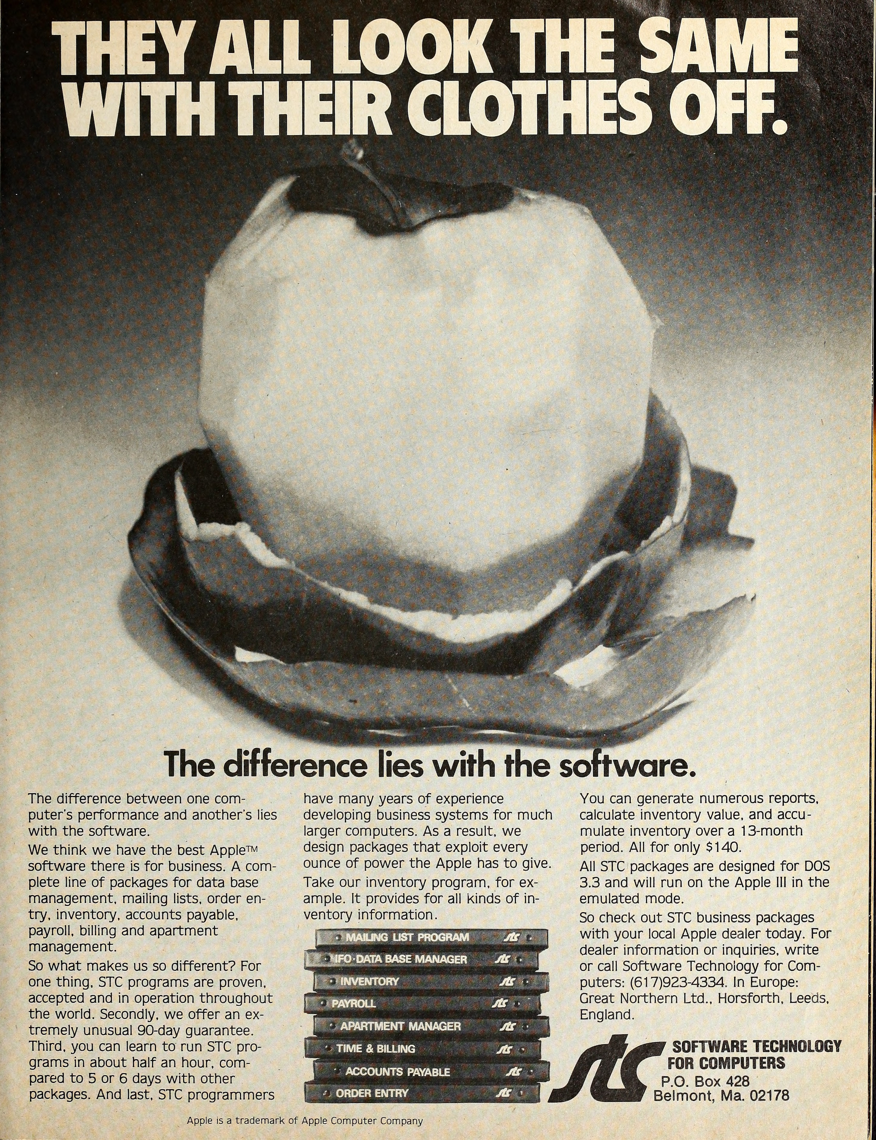 THEY ALL LOOK THE SAME
WITH THEIR CLOTHES OFF.
The difference lies with the software.
The difference between one com-
puter's performance and another's lies
with the software.
We think we have the best Apple™
software there is for business. A com-
plete line of packages for data base
management, mailing lists, order en-
try, inventory, accounts payable,
payroll, billing and apartment
management.
So what makes us so different? For
one thing, STC programs are proven,
accepted and in operation throughout
the world. Secondly, we offer an ex-
tremely unusual 90-day guarantee.
Third, you can learn to run STC pro-
grams in about half an hour, com-
pared to 5 or 6 days with other
packages. And last, STC programmers
have many years of experience
developing business systems for much
larger computers. As a result, we
design packages that exploit every
ounce of power the Apple has to give.
Take our inventory program, for ex-
ample. It provides for all kinds of in-
ventory information.
MAILING LIST PROGRAM stc
IFO-DATA BASE MANAGER stc
INVENTORY stc
PAYROLL stc
APARTMENT MANAGER stc
TIME & BILLING stc
ACCOUNTS PAYABLE stc
ORDER ENTRY stc
You can generate numerous reports,
calculate inventory value, and accu-
mulate inventory over a 13-month
period. All for only $140.
All STC packages are designed for DOS
3.3 and will run on the Apple III in the
emulated mode.
So check out STC business packages
with your local Apple dealer today. For
dealer information or inquiries, write
or call Software Technology for Com-
puters: (617)923-4334. In Europe:
Great Northern Ltd., Horsforth, Leeds,
England.
stc SOFTWARE TECHNOLOGY
FOR COMPUTERS
P.O. Box 428
Belmont, Ma. 02178
Apple is a trademark of Apple Computer Company